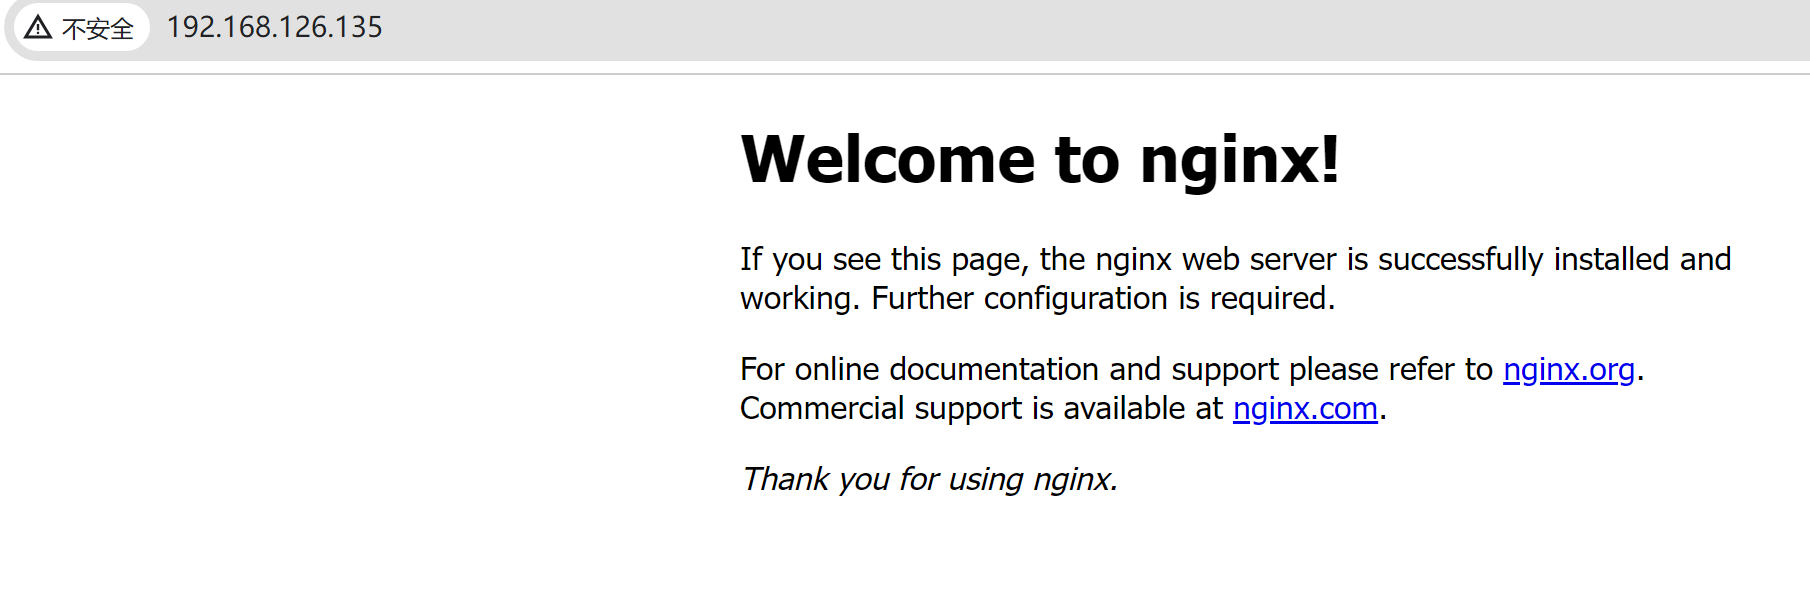 不安全 192.168.126.135
Welcome to nginx!
If you see this page, the nginx web server is successfully installed and
working. Further configuration is required.
For online documentation and support please refer to nginx.org.
Commercial support is available at nginx.com.
Thank you for using nginx.